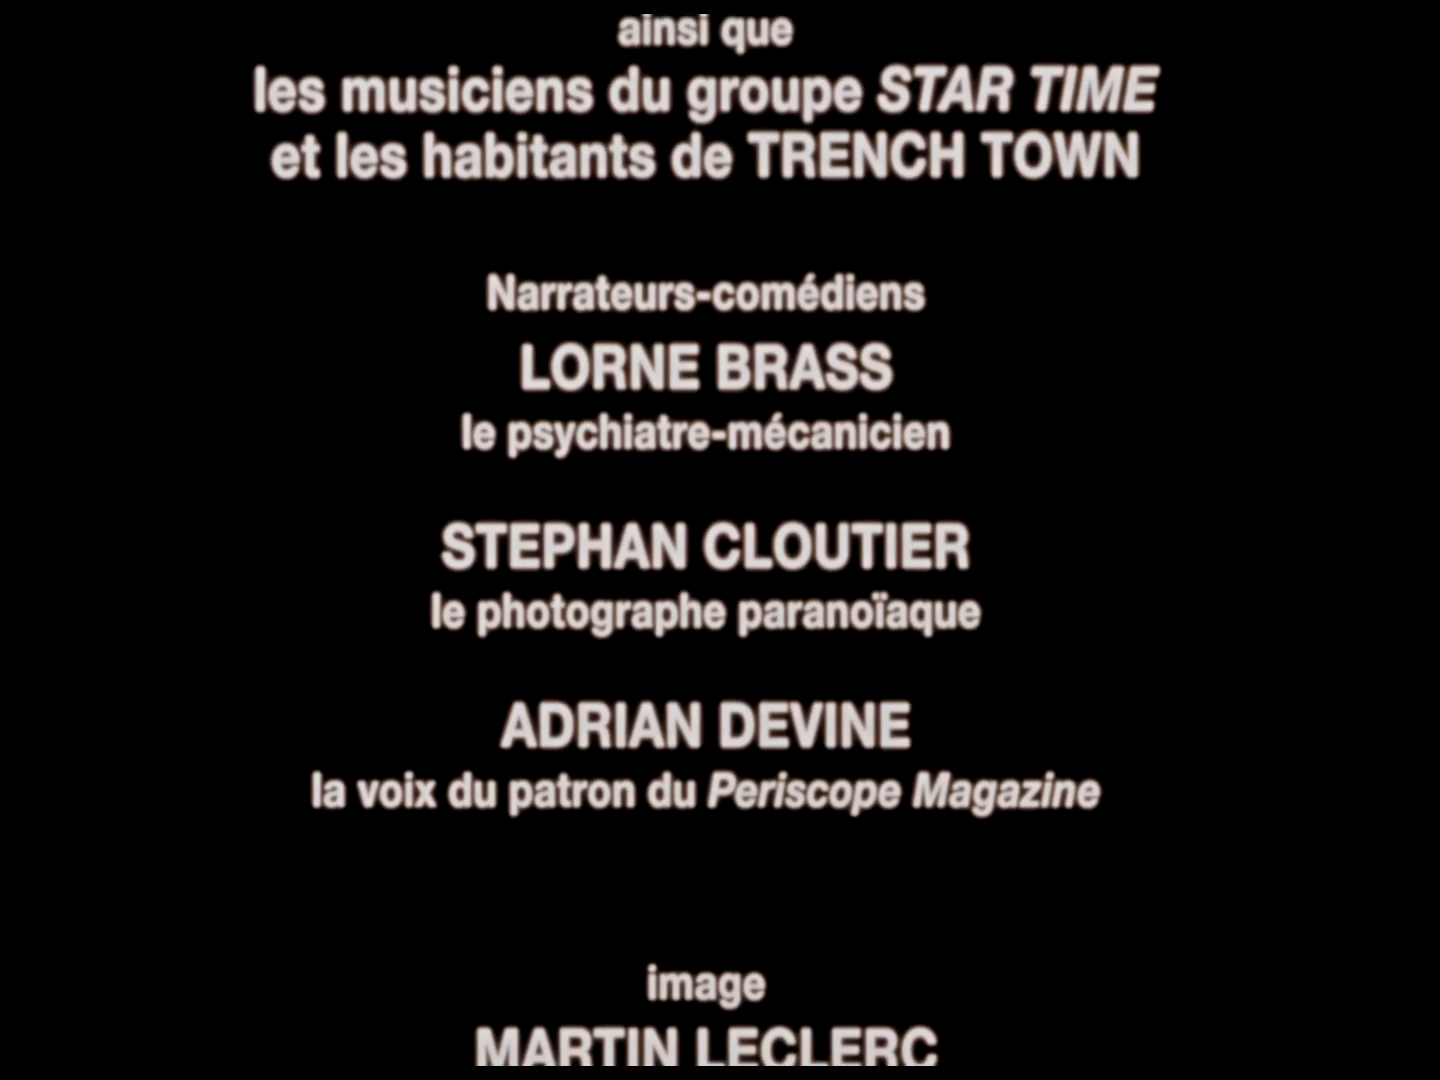 ainsi que
les musiciens du groupe STAR TIME
et les habitants de TRENCH TOWN
Narrateurs-comédiens
LORNE BRASS
le psychiatre-mécanicien
STEPHAN CLOUTIER
le photographe paranoïaque
ADRIAN DEVINE
la voix du patron du Periscope Magazine
image
MARTIN LECLERC